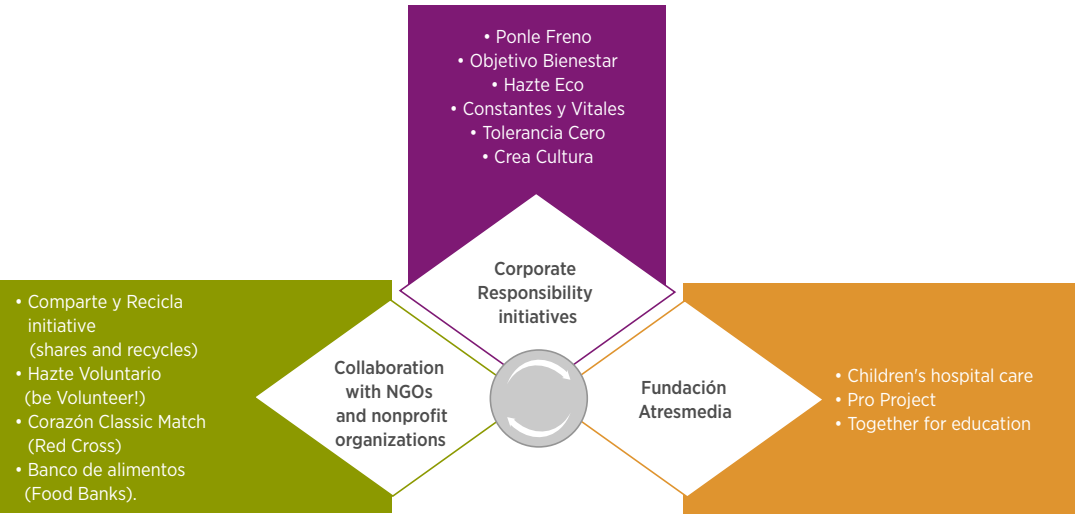 • Ponle Freno
• Objetivo Bienestar
• Hazte Eco
• Constantes y Vitales
• Tolerancia Cero
• Crea Cultura
Corporate
Responsibility
initiatives
• Comparte y Recicla
initiative
(shares and recycles)
• Hazte Voluntario
(be Volunteer!)
• Corazón Classic Match
(Red Cross)
• Banco de alimentos
(Food Banks).
Collaboration
with NGOs
and nonprofit
organizations
Fundación
Atresmedia
• Children's hospital care
• Pro Project
• Together for education